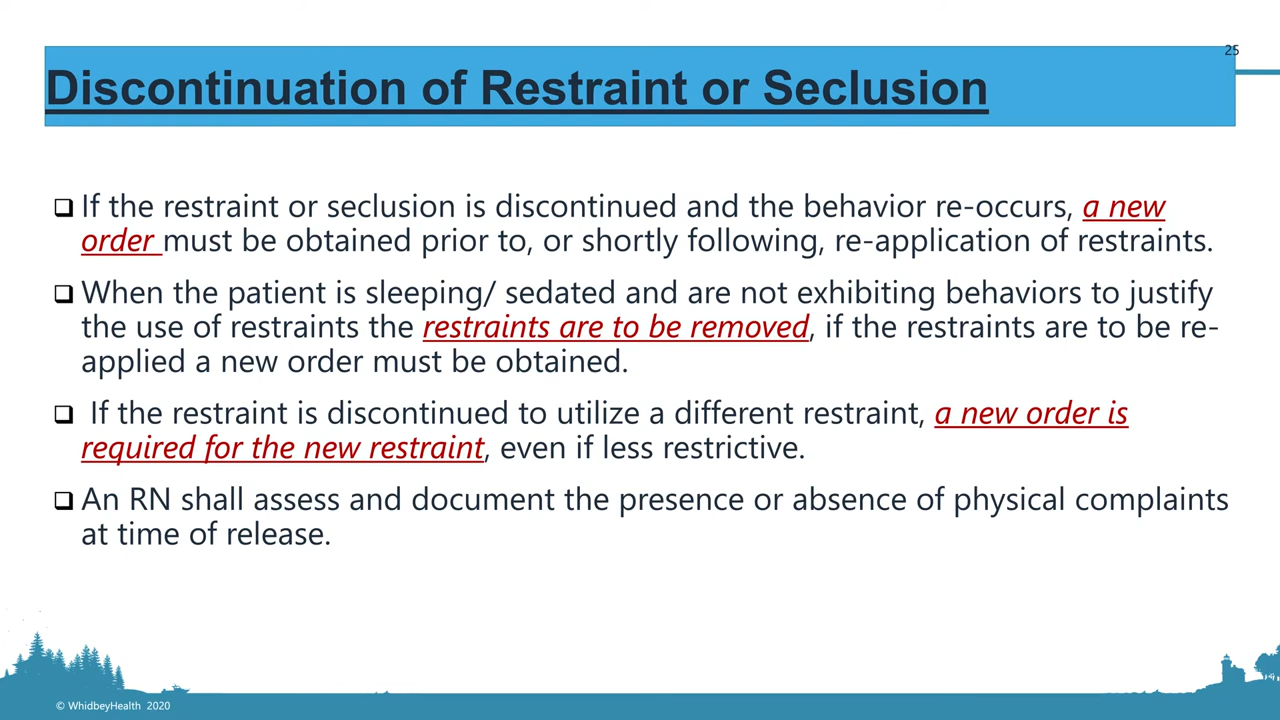 25
Discontinuation of Restraint or Seclusion
❑ If the restraint or seclusion is discontinued and the behavior re-occurs, a new
order must be obtained prior to, or shortly following, re-application of restraints.
❑ When the patient is sleeping/ sedated and are not exhibiting behaviors to justify
the use of restraints the restraints are to be removed, if the restraints are to be re-
applied a new order must be obtained.
❑ If the restraint is discontinued to utilize a different restraint, a new order is
required for the new restraint, even if less restrictive.
❑ An RN shall assess and document the presence or absence of physical complaints
at time of release.
© WhidbeyHealth 2020